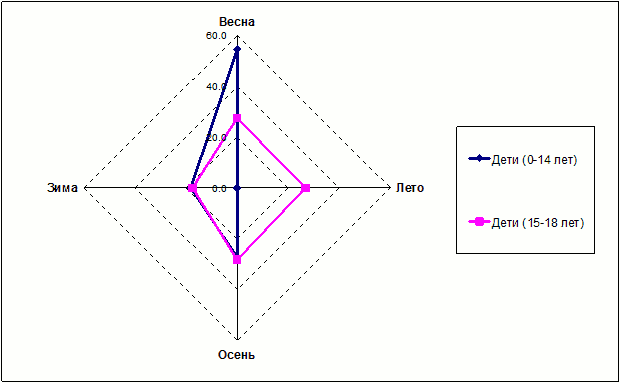 Весна
60.0
40.0
20.0
Зима
0.0
Лето
Осень
Дети (0-14 лет)
Дети (15-18 лет)